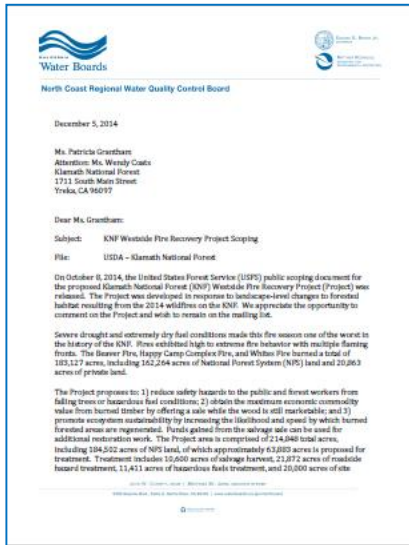 Water Boards
North Coast Regional Water Quality Control Board
December 5, 2014
Ms. Patricia Grantham
Attention: Ms. Wendy Coats
Klamath National Forest
1711 South Main Street
Yreka, CA 96097
Dear Ms. Grantham:
Subject: KNF Westside Fire Recovery Project Scoping
File: USDA – Klamath National Forest
On October 8, 2014, the United States Forest Service (USFS) public scoping document for
the proposed Klamath National Forest (KNF) Westside Fire Recovery Project (Project) was
released. The Project was developed in response to landscape-level changes to forested
habitat resulting from the 2014 wildfires on the KNF. We appreciate the opportunity to
comment on the Project and wish to remain on the mailing list.
Severe drought and extremely dry fuel conditions made this fire season one of the worst in
the history of the KNF. Fires exhibited high to extreme fire behavior with multiple flaming
fronts. The Beaver Fire, Happy Camp Complex Fire, and Whites Fire burned a total of
183,127 acres, including 162,264 acres of National Forest System (NFS) land and 20,863
acres of private land.
The Project proposes to: 1) reduce safety hazards to the public and forest workers from
falling trees or hazardous fuel conditions; 2) obtain the maximum economic commodity
value from burned timber by offering a sale while the wood is still marketable; and 3)
promote ecosystem sustainability by increasing the likelihood and speed by which burned
forested areas are regenerated. Funds gained from the salvage sale can be used for
additional restoration work. The Project area is comprised of 214,848 total acres,
including 184,502 acres of NFS land, of which approximately 63,883 acres is proposed for
treatment. Treatment includes 10,600 acres of salvage harvest, 21,872 acres of roadside
hazard treatment, 11,411 acres of hazardous fuels treatment, and 20,000 acres of site